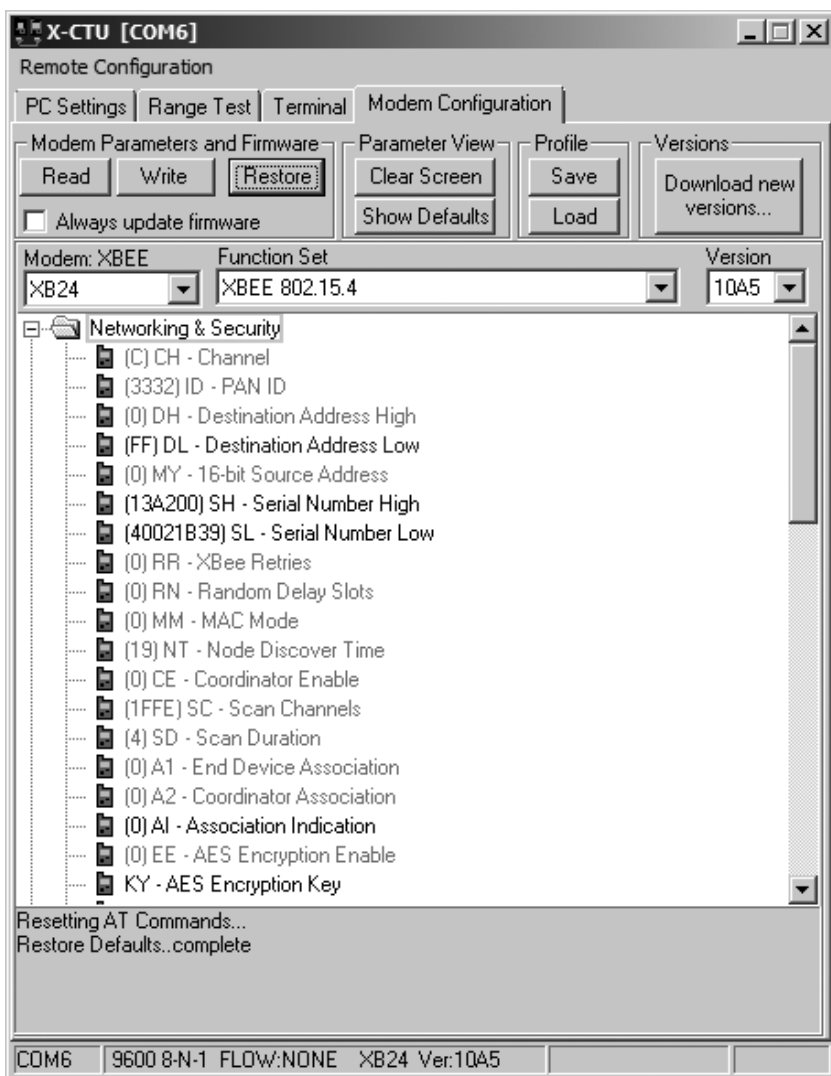 X-CTU [COM6]
Remote Configuration
PC Settings Range Test Terminal Modem Configuration
Modem Parameters and Firmware Parameter View Profile Versions
Read Write Restore Clear Screen Save Download new versions...
Always update firmware Show Defaults Load
Modem: XBEE Function Set Version
XB24 XBEE 802.15.4 10A5
Networking & Security
(C) CH - Channel
(3332) ID - PAN ID
(0) DH - Destination Address High
(FF) DL - Destination Address Low
(0) MY - 16-bit Source Address
(13A200) SH - Serial Number High
(40021B39) SL - Serial Number Low
(0) RR - XBee Retries
(0) RN - Random Delay Slots
(0) MM - MAC Mode
(19) NT - Node Discover Time
(0) CE - Coordinator Enable
(1FFE) SC - Scan Channels
(4) SD - Scan Duration
(0) A1 - End Device Association
(0) A2 - Coordinator Association
(0) AI - Association Indication
(0) EE - AES Encryption Enable
KY - AES Encryption Key
Resetting AT Commands...
Restore Defaults..complete
COM6 9600 8-N-1 FLOW:NONE XB24 Ver:10A5